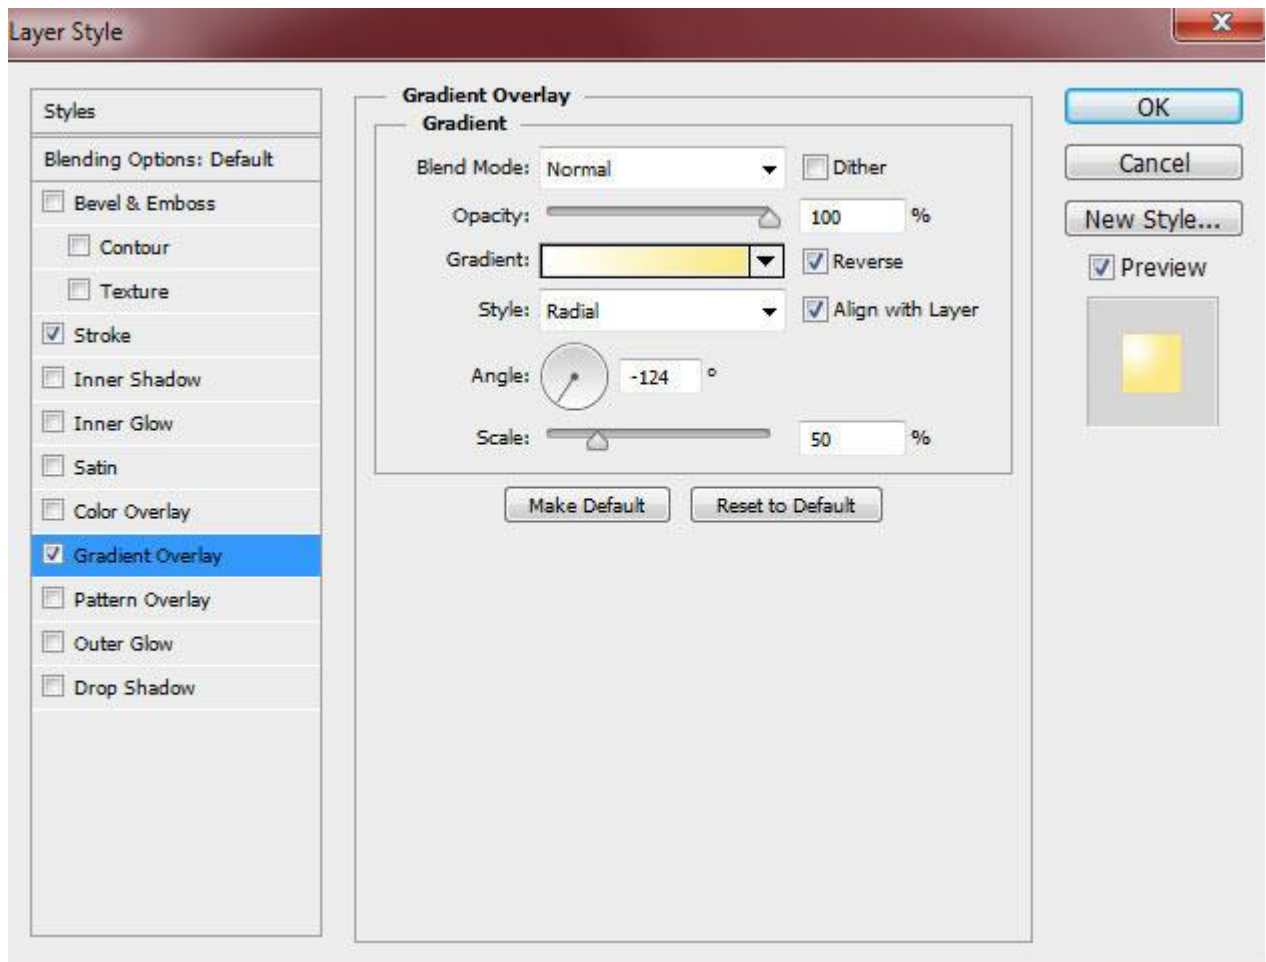 Layer Style
Styles
Blending Options: Default
Bevel & Emboss
Contour
Texture
Stroke
Inner Shadow
Inner Glow
Satin
Color Overlay
Gradient Overlay
Pattern Overlay
Outer Glow
Drop Shadow
Gradient Overlay
Gradient
Blend Mode: Normal Dither
Opacity: 100 %
Gradient: Reverse
Style: Radial Align with Layer
Angle: -124 °
Scale: 50 %
Make Default Reset to Default
OK
Cancel
New Style...
Preview